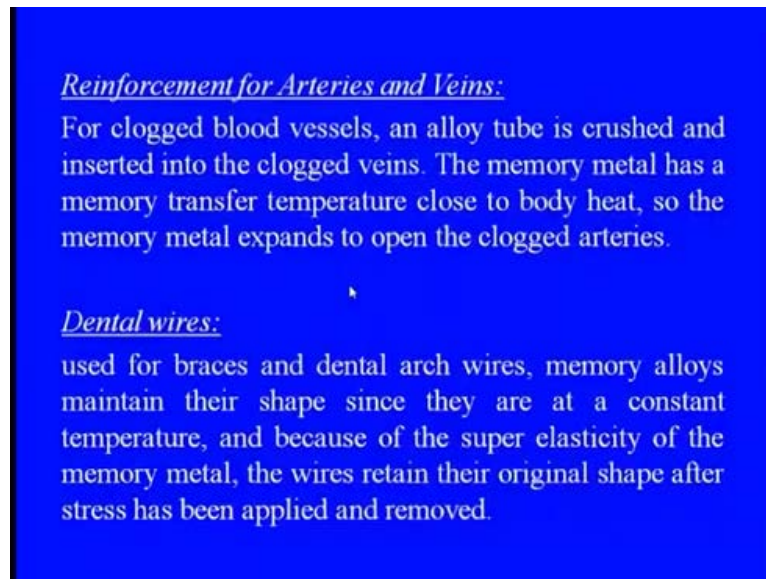 Reinforcement for Arteries and Veins:
For clogged blood vessels, an alloy tube is crushed and
inserted into the clogged veins. The memory metal has a
memory transfer temperature close to body heat, so the
memory metal expands to open the clogged arteries.
Dental wires:
used for braces and dental arch wires, memory alloys
maintain their shape since they are at a constant
temperature, and because of the super elasticity of the
memory metal, the wires retain their original shape after
stress has been applied and removed.